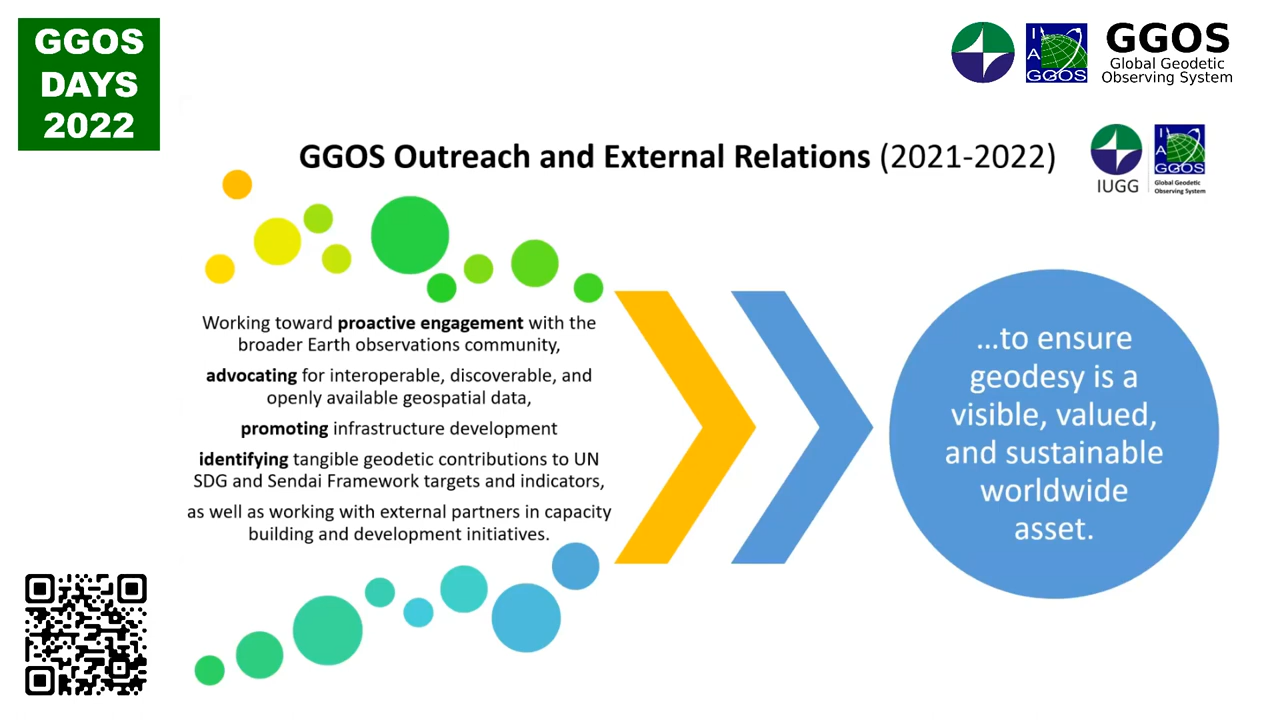 GGOS
DAYS
2022
I
A
GGOS
GGOS
Global Geodetic
Observing System
GGOS Outreach and External Relations (2021-2022)
IUGG
I
A
GGOS
Global Geodetic
Observing System
Working toward proactive engagement with the
broader Earth observations community,
advocating for interoperable, discoverable, and
openly available geospatial data,
promoting infrastructure development
identifying tangible geodetic contributions to UN
SDG and Sendai Framework targets and indicators,
as well as working with external partners in capacity
building and development initiatives.
...to ensure
geodesy is a
visible, valued,
and sustainable
worldwide
asset.